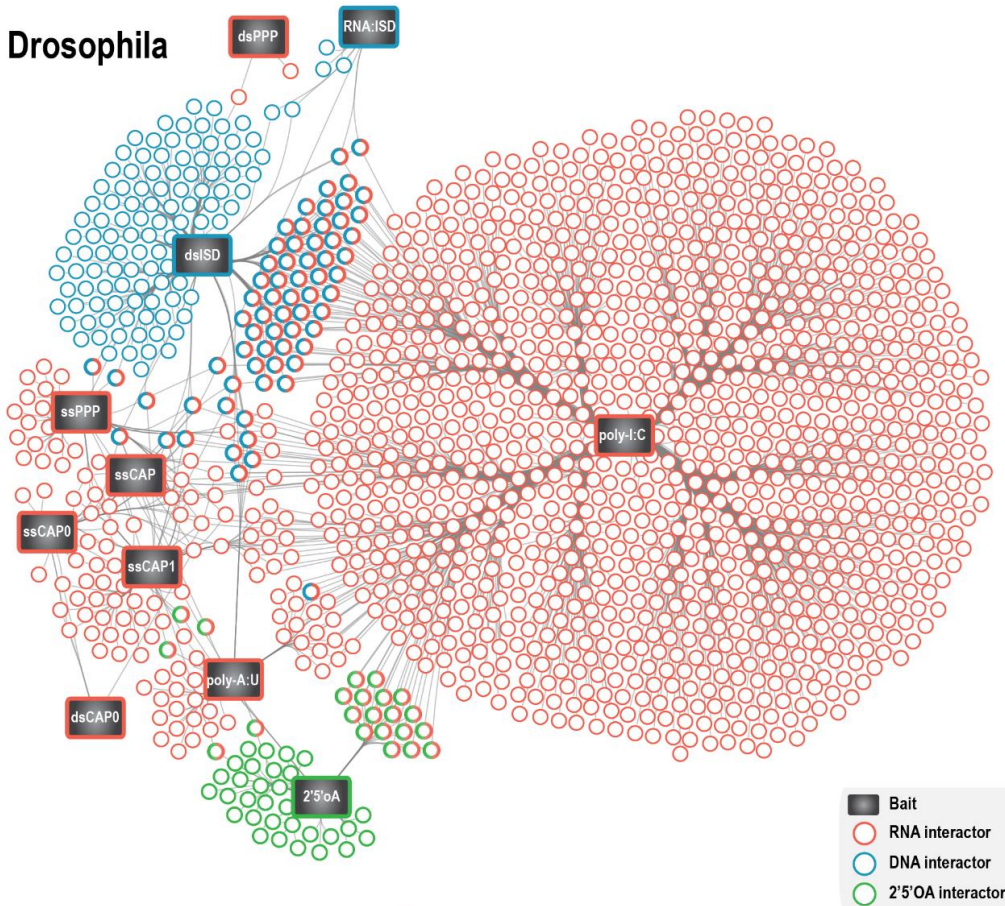 Drosophila
dsPPP
RNA:ISD
dsISD
ssPPP
poly-I:C
ssCAP
ssCAP0
ssCAP1
poly-A:U
dsCAP0
2'5'oA
Bait
RNA interactor
DNA interactor
2'5'OA interactor